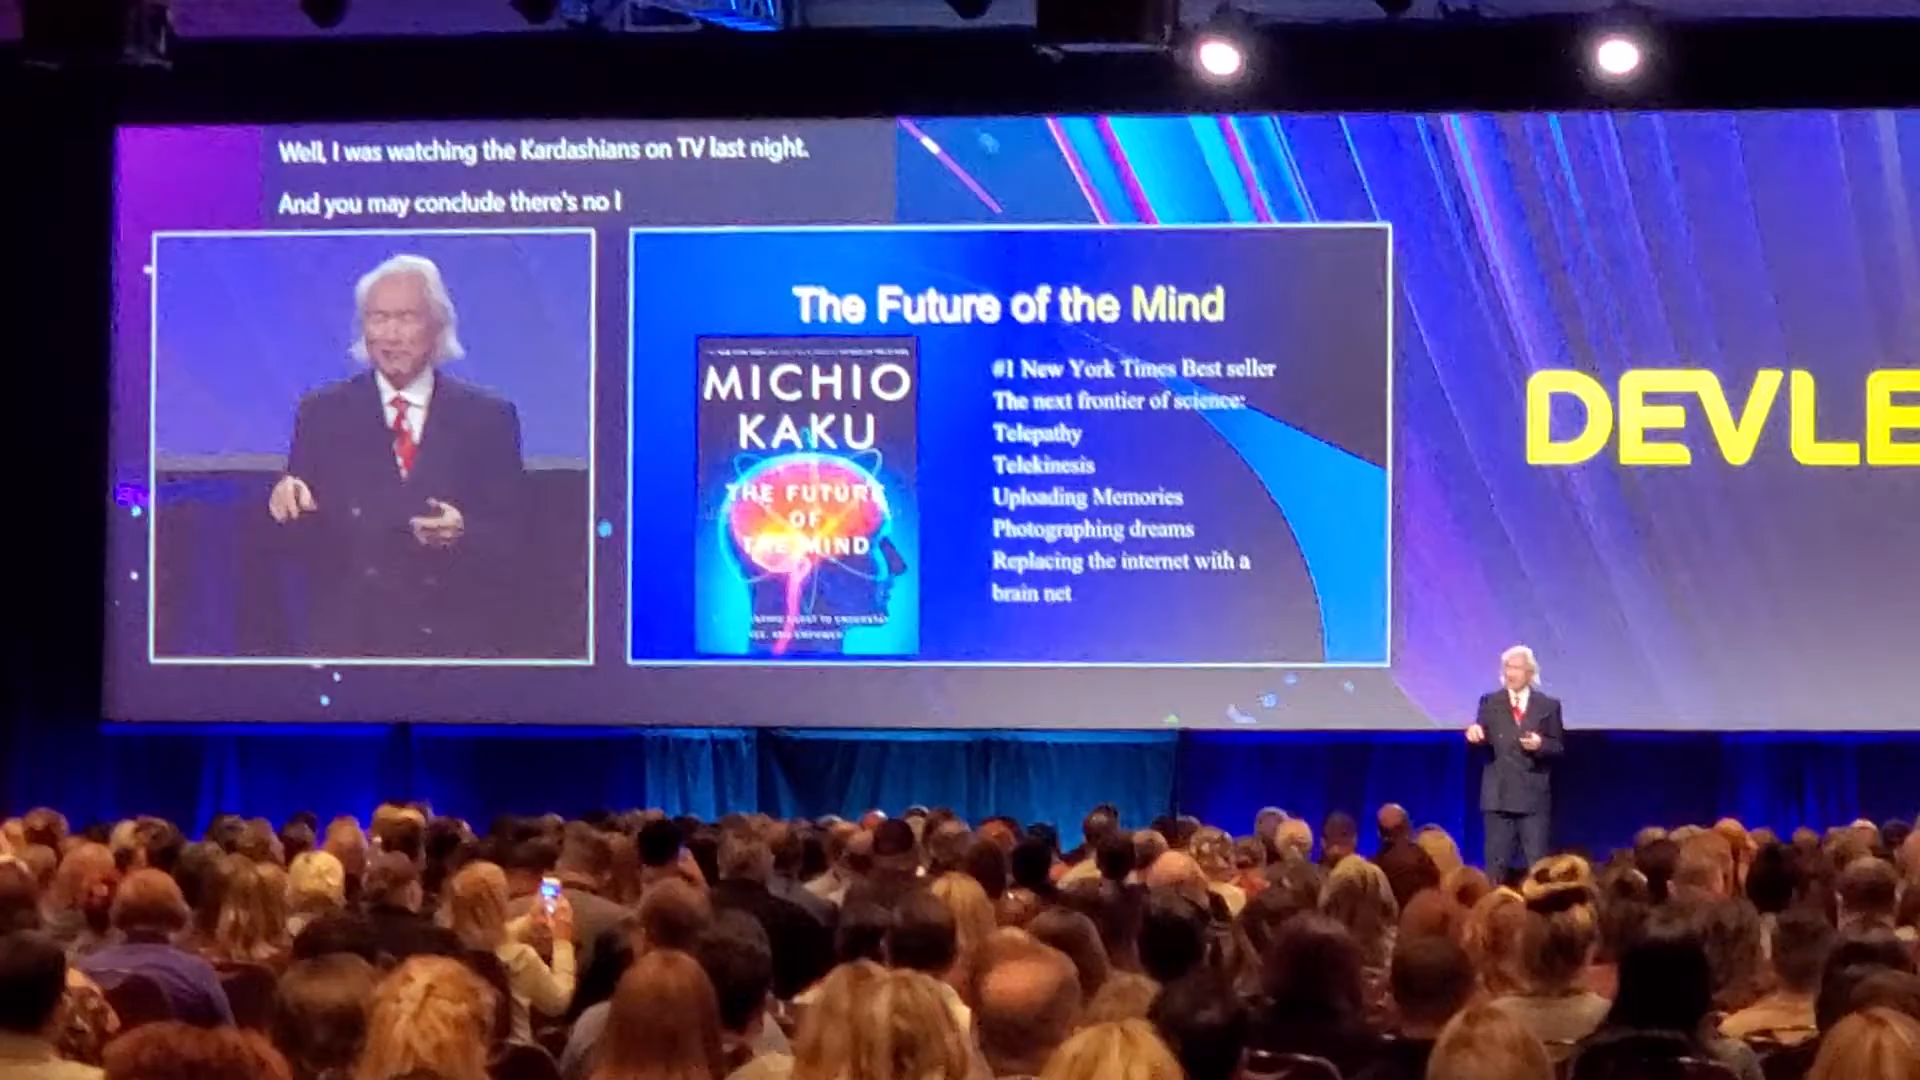 Well, I was watching the Kardashians on TV last night.
And you may conclude there's no I
The Future of the Mind
MICHIO
KAKU
THE FUTURE
OF
THE MIND
#1 New York Times Best seller
The next frontier of science:
Telepathy
Telekinesis
Uploading Memories
Photographing dreams
Replacing the internet with a
brain net
DEVLE